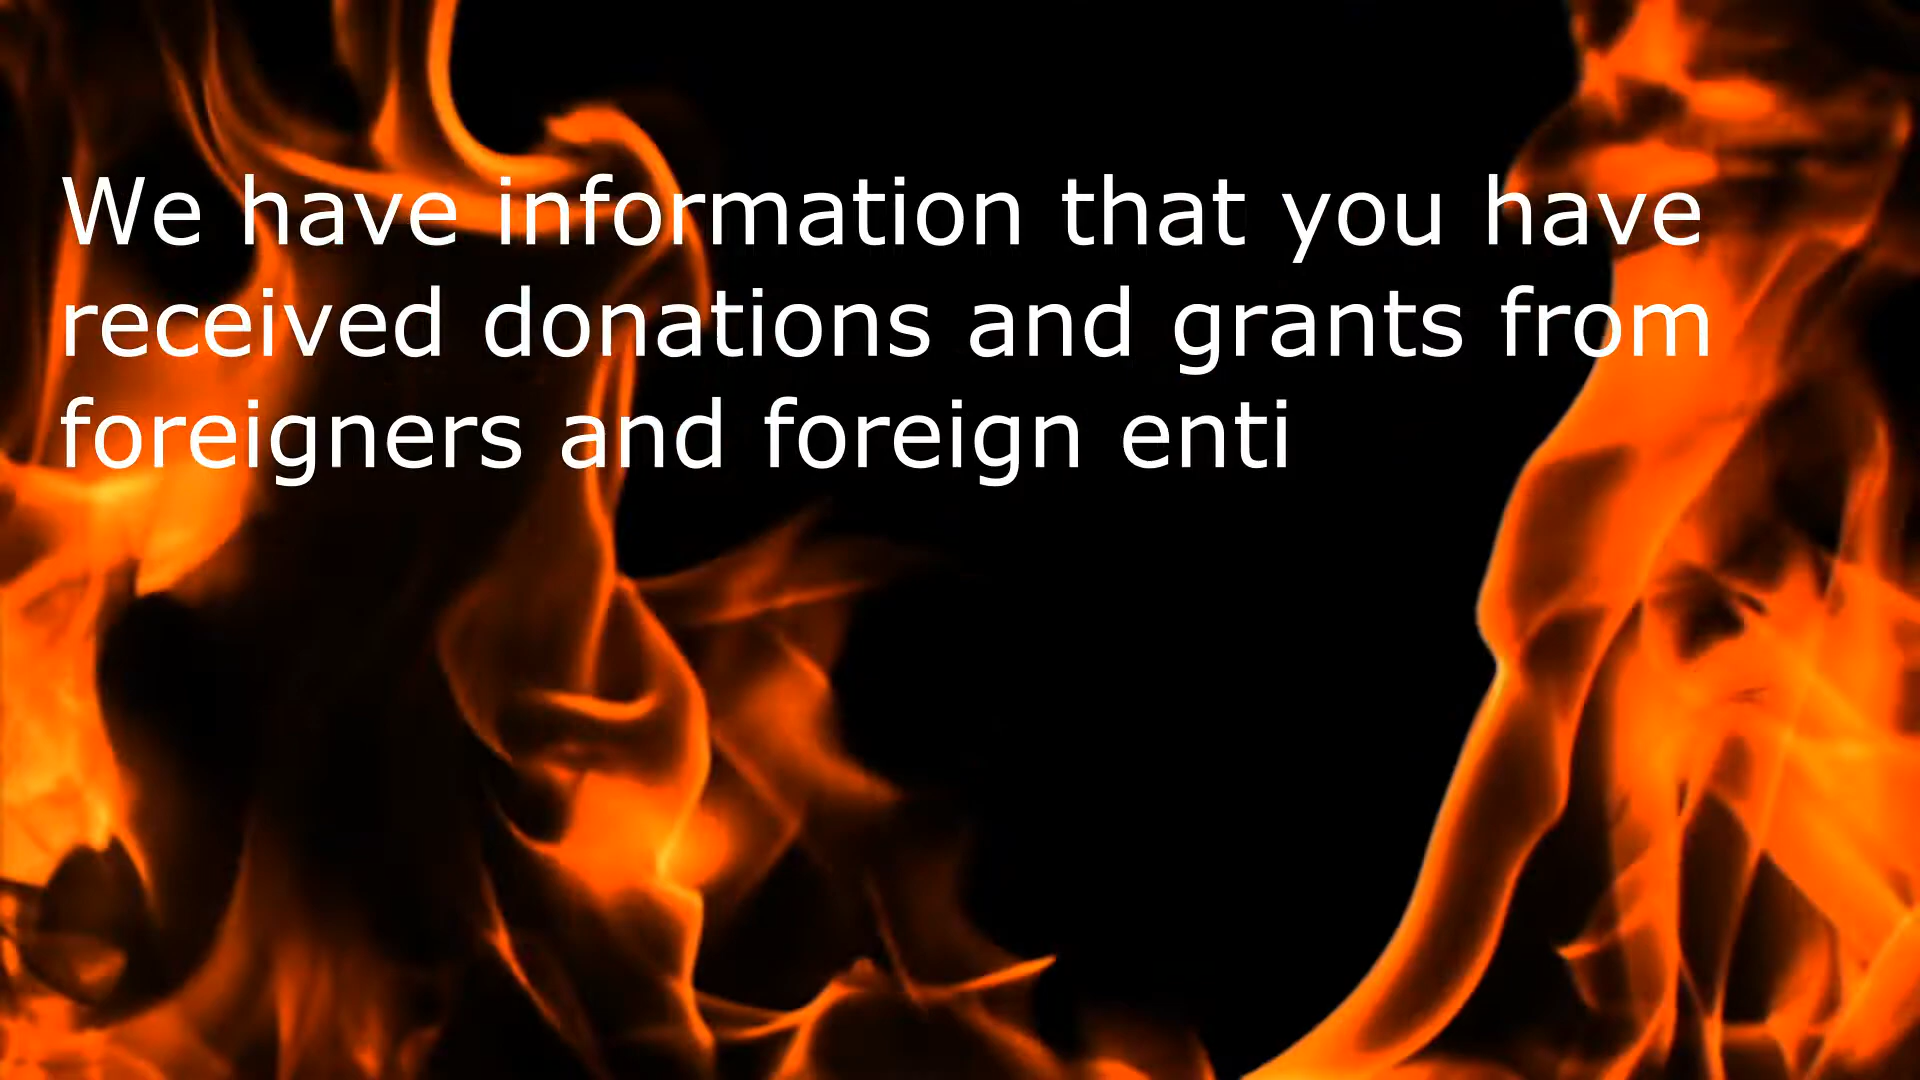 We have information that you have
received donations and grants from
foreigners and foreign enti